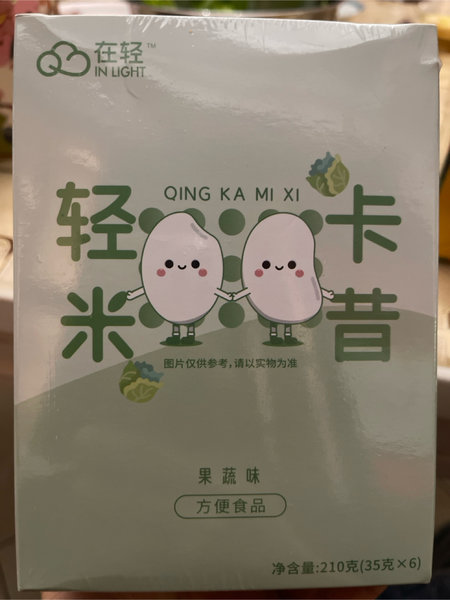 在轻™
IN LIGHT
QING KA MI XI
轻卡
米昔
图片仅供参考,请以实物为准
果蔬味
方便食品
净含量:210克(35克×6)